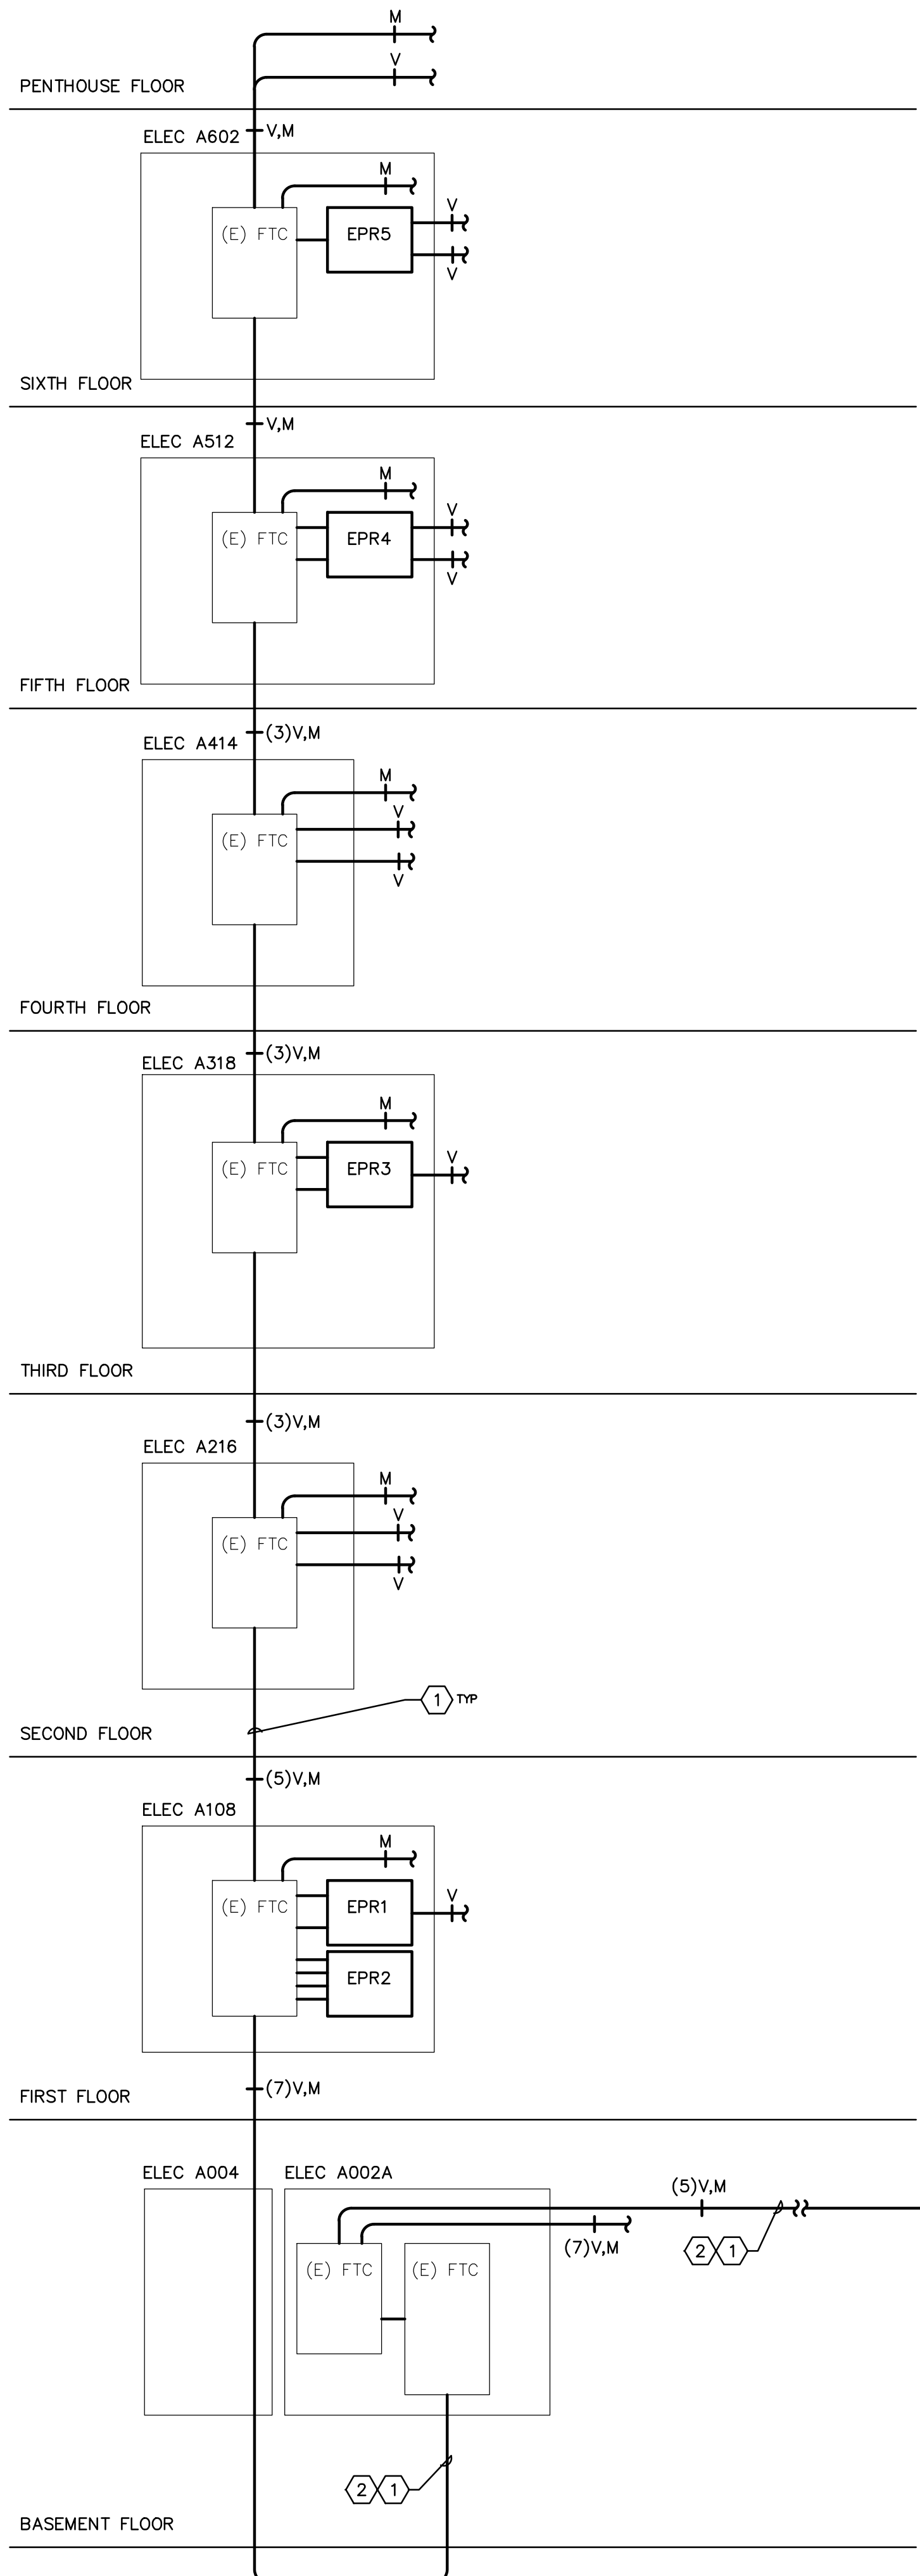 M
V
PENTHOUSE FLOOR
V,M
ELEC A602
M
V
(E) FTC
EPR5
V
SIXTH FLOOR
V,M
ELEC A512
M
V
(E) FTC
EPR4
V
FIFTH FLOOR
(3)V,M
ELEC A414
M
V
(E) FTC
V
FOURTH FLOOR
(3)V,M
ELEC A318
M
V
(E) FTC
EPR3
THIRD FLOOR
(3)V,M
ELEC A216
M
V
(E) FTC
V
1 TYP
SECOND FLOOR
(5)V,M
ELEC A108
M
V
(E) FTC
EPR1
EPR2
(7)V,M
FIRST FLOOR
ELEC A004
ELEC A002A
(5)V,M
(7)V,M
2 1
(E) FTC
(E) FTC
2 1
BASEMENT FLOOR